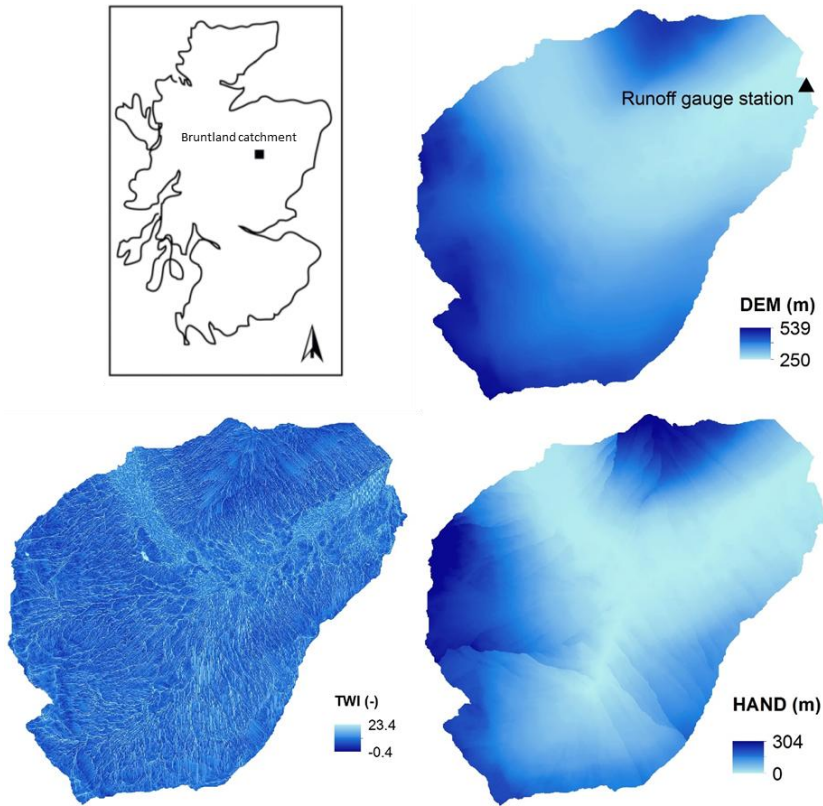 Bruntland catchment
Runoff gauge station
DEM (m)
539
250
TWI (-)
23.4
-0.4
HAND (m)
304
0